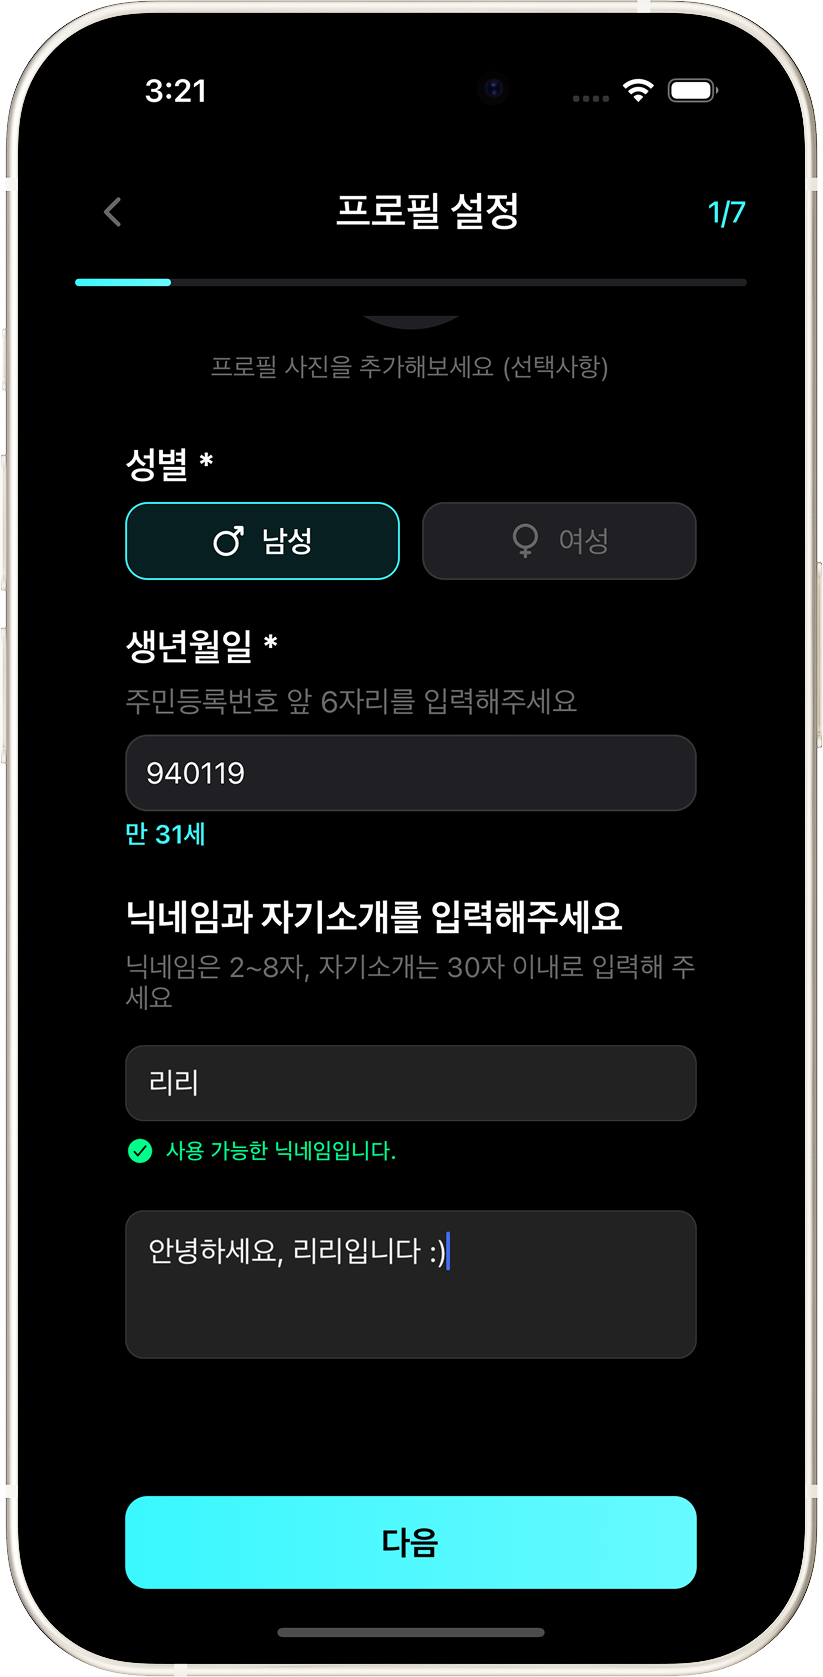 3:21
프로필 설정
1/7
프로필 사진을 추가해보세요 (선택사항)
성별 *
남성
여성
생년월일 *
주민등록번호 앞 6자리를 입력해주세요
940119
만 31세
닉네임과 자기소개를 입력해주세요
닉네임은 2~8자, 자기소개는 30자 이내로 입력해 주
세요
리리
사용 가능한 닉네임입니다.
안녕하세요, 리리입니다 :)
다음